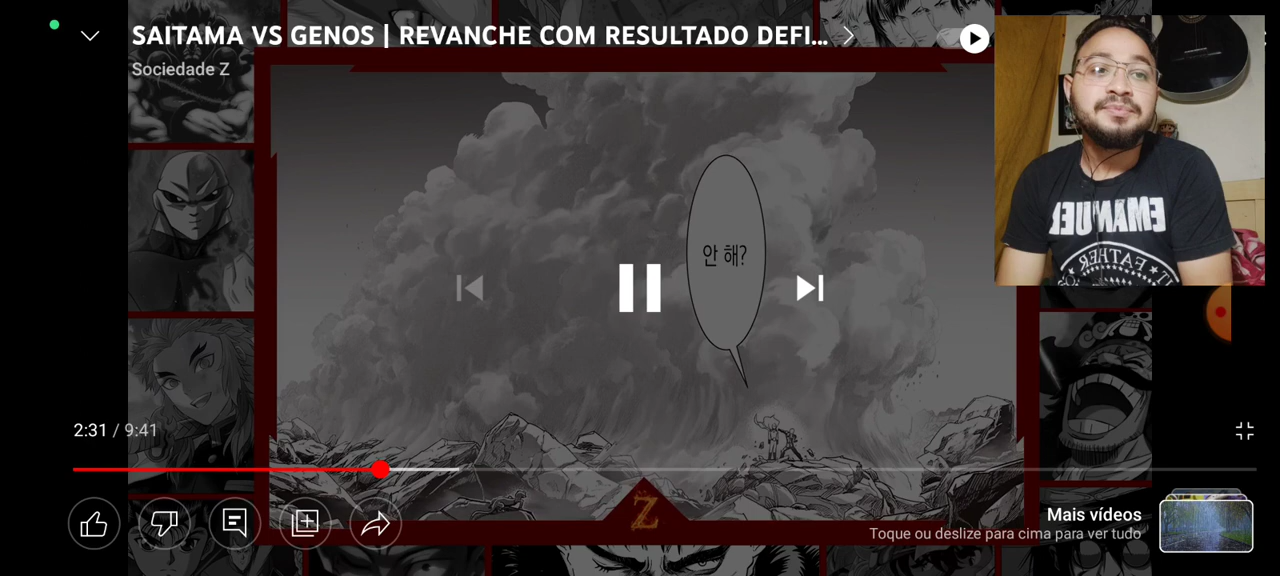 SAITAMA VS GENOS | REVANCHE COM RESULTADO DEFI...
Sociedade Z
안 해?
EMANUEL
FATHER
2:31 / 9:41
Z
Mais vídeos
Toque ou deslize para cima para ver tudo